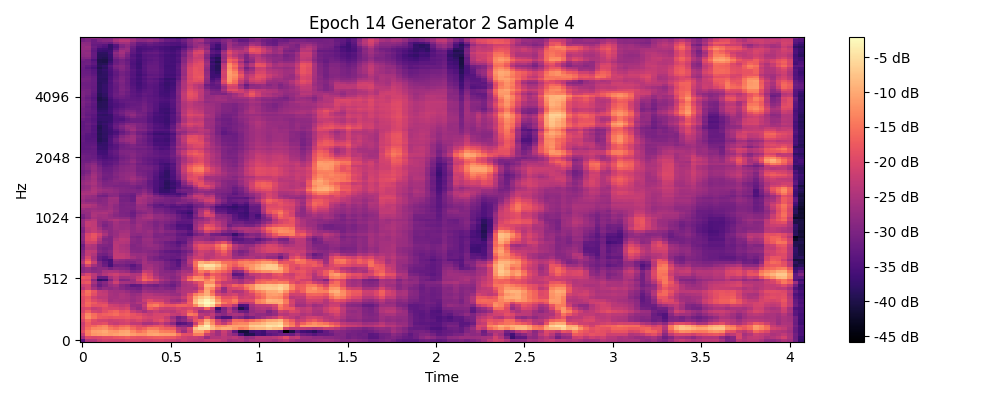 Epoch 14 Generator 2 Sample 4
Hz
4096
2048
1024
512
0
0
0.5
1
1.5
2
2.5
3
3.5
4
Time
-5 dB
-10 dB
-15 dB
-20 dB
-25 dB
-30 dB
-35 dB
-40 dB
-45 dB